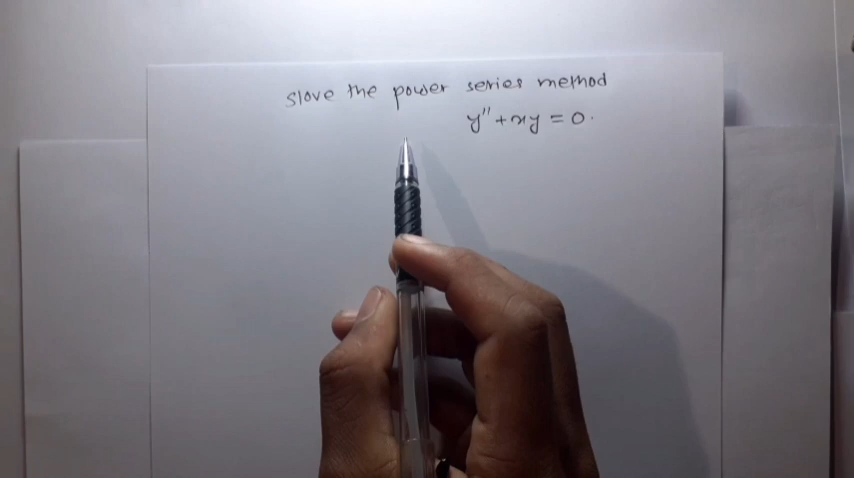 slove the power series method
y'' + xy = 0.